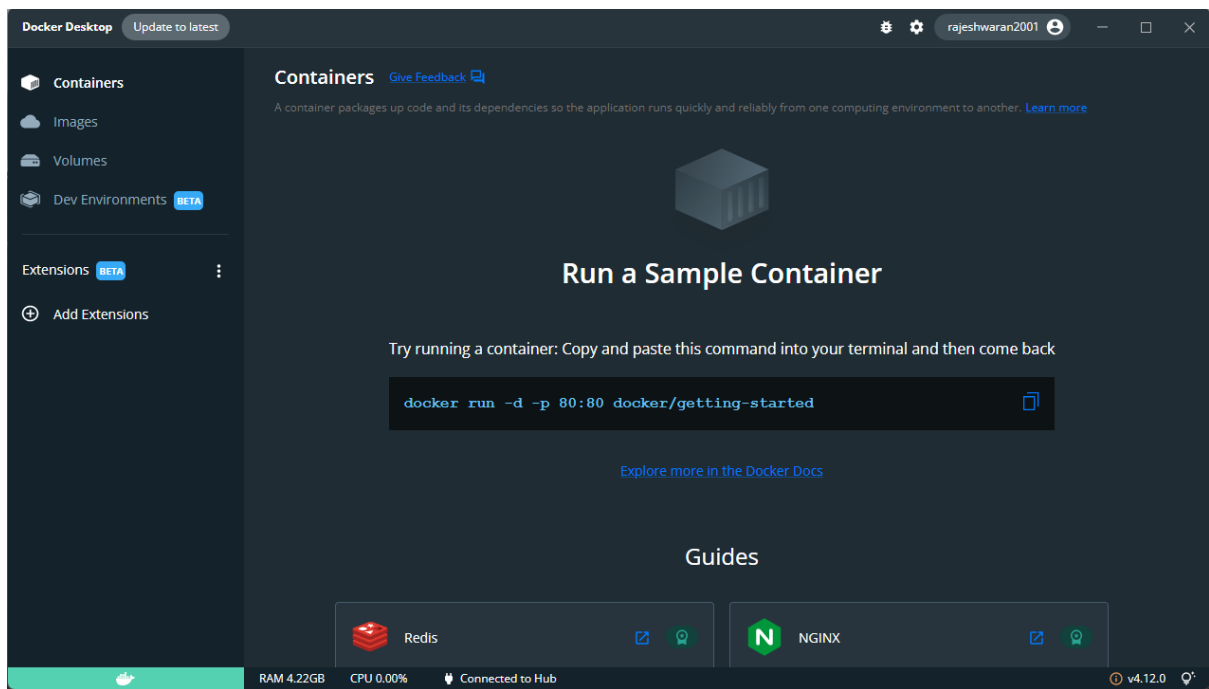 Docker Desktop Update to latest rajeshwaran2001
Containers
Images
Volumes
Dev Environments BETA
Extensions BETA
Add Extensions
Containers Give Feedback
A container packages up code and its dependencies so the application runs quickly and reliably from one computing environment to another. Learn more
Run a Sample Container
Try running a container: Copy and paste this command into your terminal and then come back
docker run -d -p 80:80 docker/getting-started
Explore more in the Docker Docs
Guides
Redis
N NGINX
RAM 4.22GB CPU 0.00% Connected to Hub v4.12.0